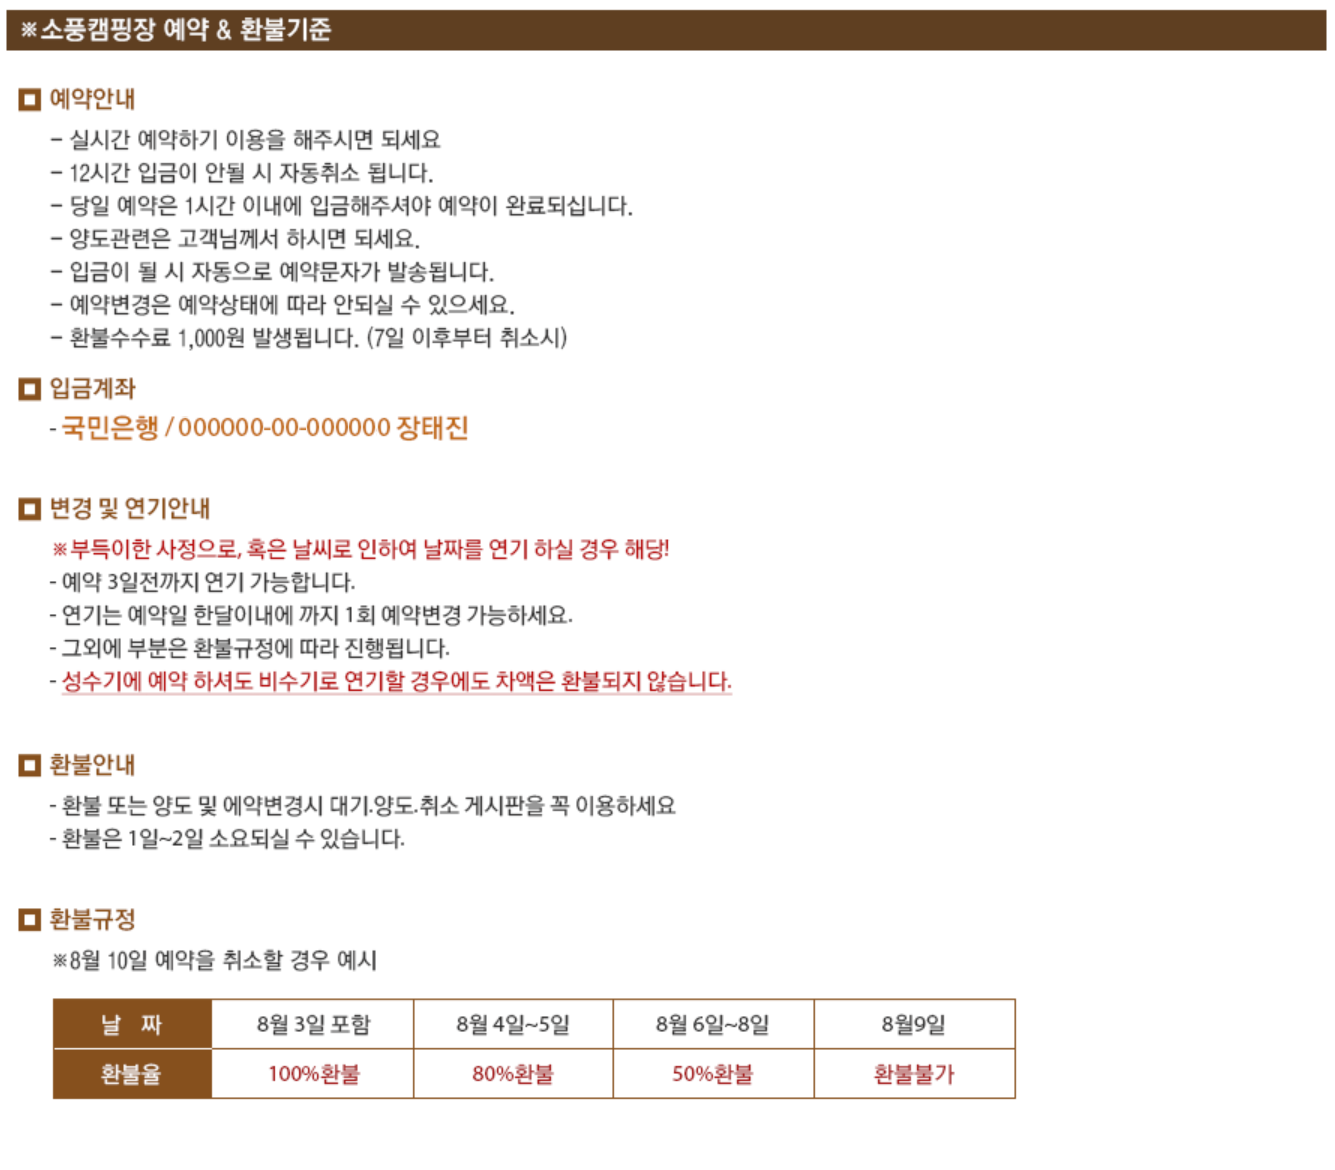 ※소풍캠핑장 예약 & 환불기준
예약안내
- 실시간 예약하기 이용을 해주시면 되세요
- 12시간 입금이 안될 시 자동취소 됩니다.
- 당일 예약은 1시간 이내에 입금해주셔야 예약이 완료되십니다.
- 양도관련은 고객님께서 하시면 되세요.
- 입금이 될 시 자동으로 예약문자가 발송됩니다.
- 예약변경은 예약상태에 따라 안되실 수 있으세요.
- 환불수수료 1,000원 발생됩니다. (7일 이후부터 취소시)
입금계좌
- 국민은행 / 000000-00-000000 장태진
변경 및 연기안내
※부득이한 사정으로, 혹은 날씨로 인하여 날짜를 연기 하실 경우 해당!
- 예약 3일전까지 연기 가능합니다.
- 연기는 예약일 한달이내에 까지 1회 예약변경 가능하세요.
- 그외에 부분은 환불규정에 따라 진행됩니다.
- 성수기에 예약 하셔도 비수기로 연기할 경우에도 차액은 환불되지 않습니다.
환불안내
- 환불 또는 양도 및 에약변경시 대기.양도.취소 게시판을 꼭 이용하세요
- 환불은 1일~2일 소요되실 수 있습니다.
환불규정
※8월 10일 예약을 취소할 경우 예시
날 짜 8월 3일 포함 8월 4일~5일 8월 6일~8일 8월9일
환불율 100%환불 80%환불 50%환불 환불불가